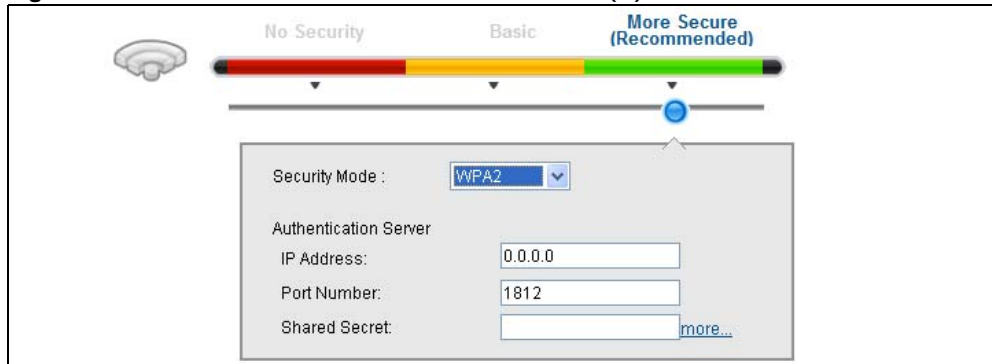 No Security Basic More Secure
(Recommended)
Security Mode : WPA2
Authentication Server
IP Address: 0.0.0.0
Port Number: 1812
Shared Secret: more...